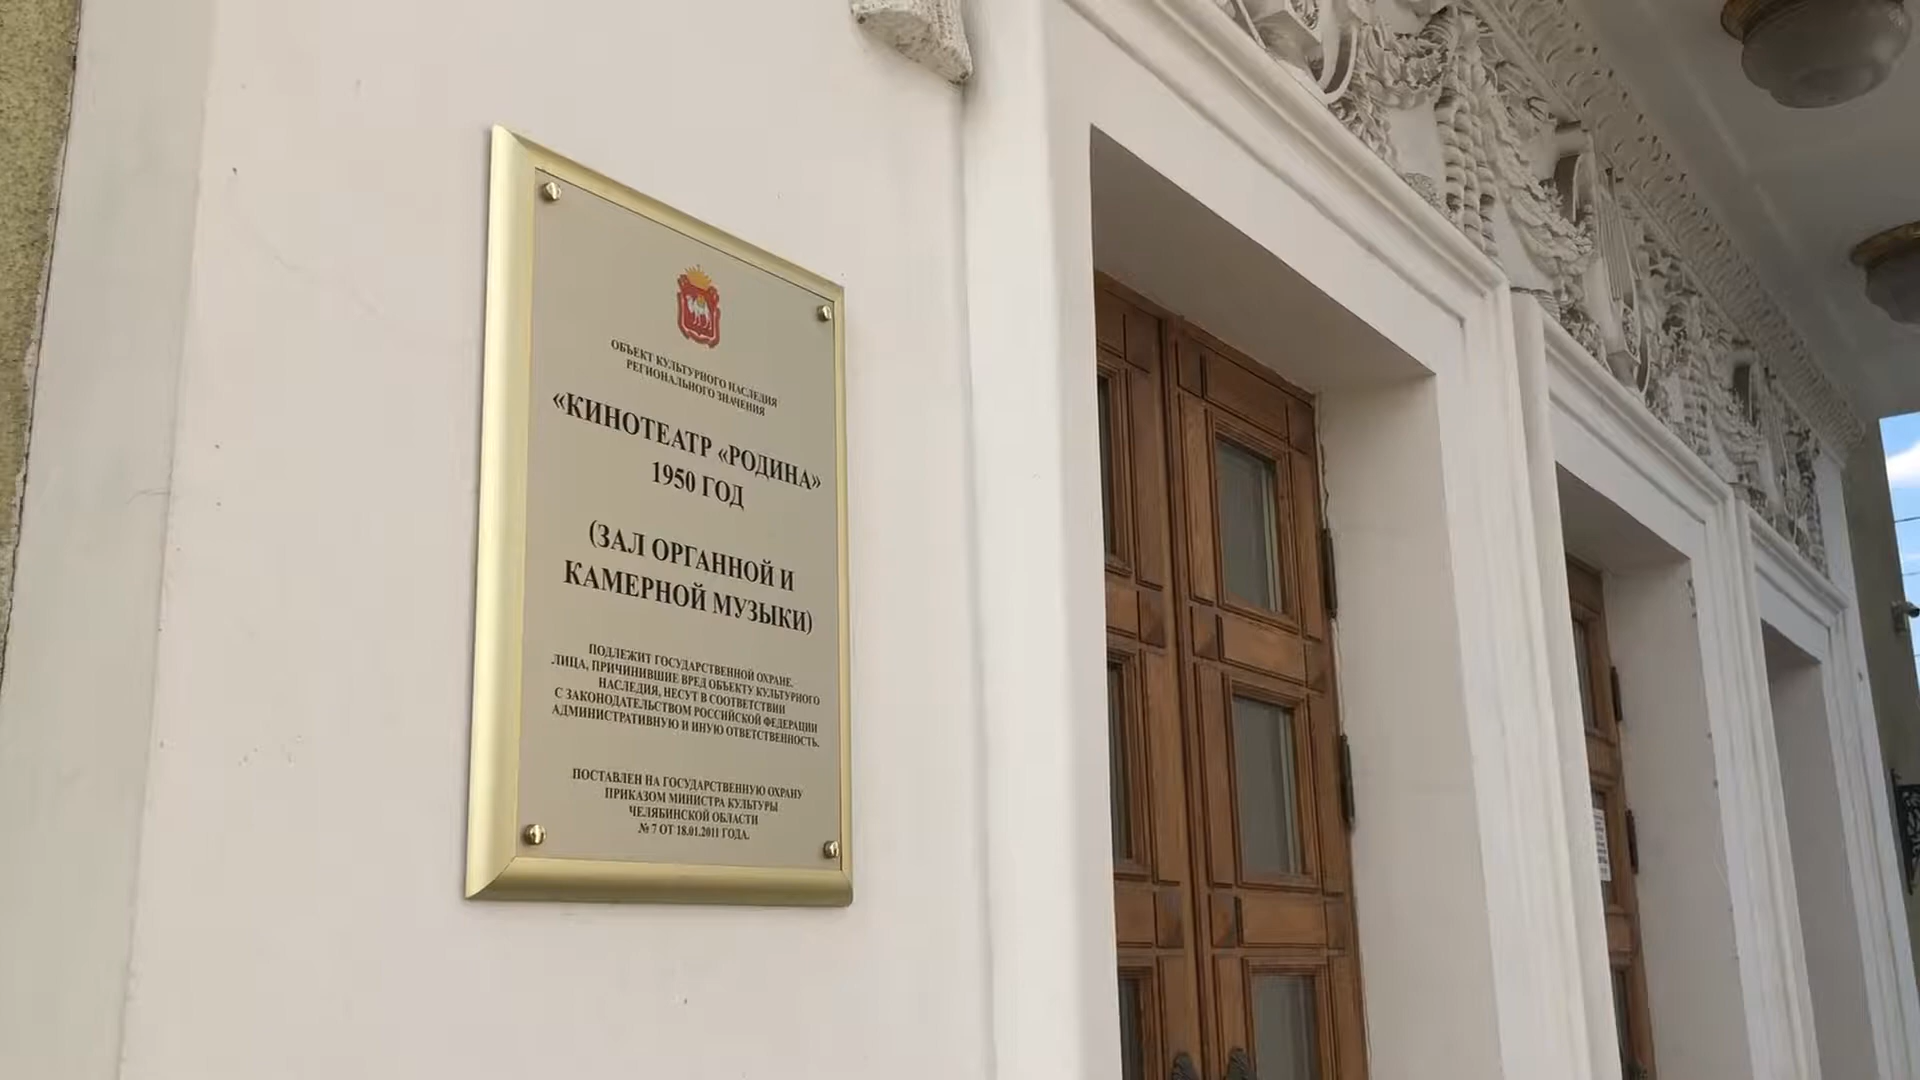 ОБЪЕКТ КУЛЬТУРНОГО НАСЛЕДИЯ
РЕГИОНАЛЬНОГО ЗНАЧЕНИЯ
«КИНОТЕАТР «РОДИНА»
1950 ГОД
(ЗАЛ ОРГАННОЙ И
КАМЕРНОЙ МУЗЫКИ)
ПОДЛЕЖИТ ГОСУДАРСТВЕННОЙ ОХРАНЕ.
ЛИЦА, ПРИЧИНИВШИЕ ВРЕД ОБЪЕКТУ КУЛЬТУРНОГО
НАСЛЕДИЯ, НЕСУТ В СООТВЕТСТВИИ
С ЗАКОНОДАТЕЛЬСТВОМ РОССИЙСКОЙ ФЕДЕРАЦИИ
АДМИНИСТРАТИВНУЮ И ИНУЮ ОТВЕТСТВЕННОСТЬ.
ПОСТАВЛЕН НА ГОСУДАРСТВЕННУЮ ОХРАНУ
ПРИКАЗОМ МИНИСТРА КУЛЬТУРЫ
ЧЕЛЯБИНСКОЙ ОБЛАСТИ
№ 7 ОТ 18.01.2011 ГОДА.